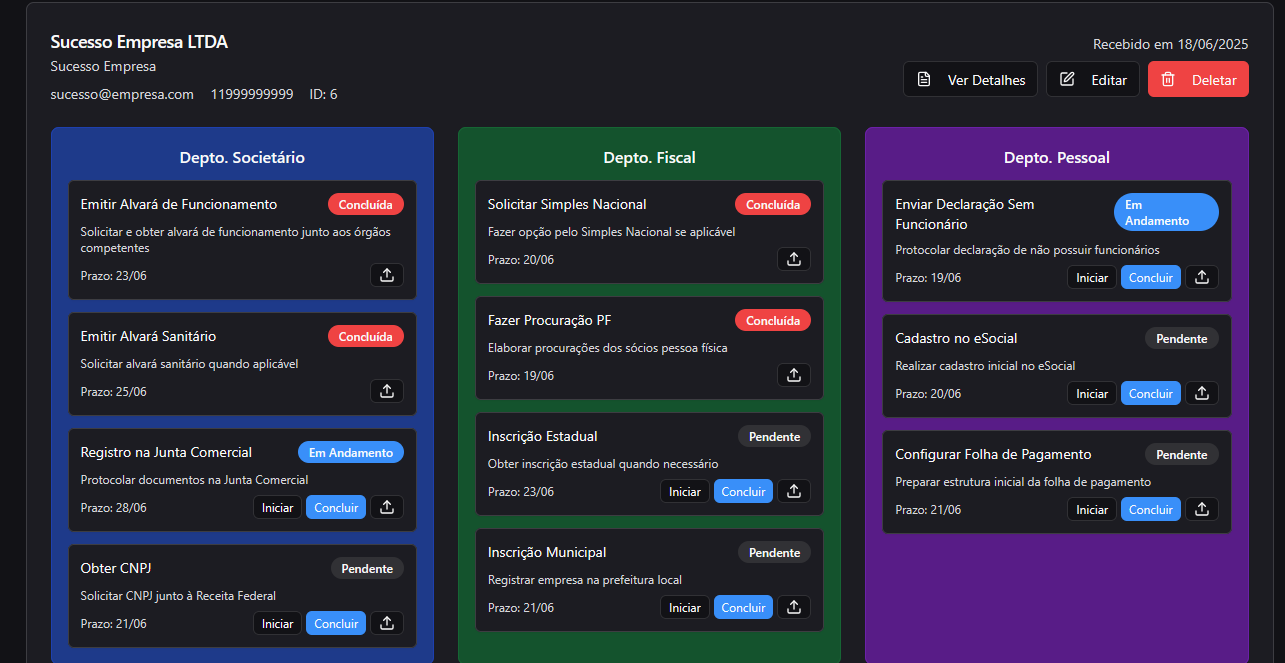 Sucesso Empresa LTDA
Sucesso Empresa
sucesso@empresa.com 11999999999 ID: 6
Recebido em 18/06/2025
Ver Detalhes Editar Deletar
Depto. Societário
Emitir Alvará de Funcionamento Concluída
Solicitar e obter alvará de funcionamento junto aos órgãos
competentes
Prazo: 23/06
Emitir Alvará Sanitário Concluída
Solicitar alvará sanitário quando aplicável
Prazo: 25/06
Registro na Junta Comercial Em Andamento
Protocolar documentos na Junta Comercial
Prazo: 28/06 Iniciar Concluir
Obter CNPJ Pendente
Solicitar CNPJ junto à Receita Federal
Prazo: 21/06 Iniciar Concluir
Depto. Fiscal
Solicitar Simples Nacional Concluída
Fazer opção pelo Simples Nacional se aplicável
Prazo: 20/06
Fazer Procuração PF Concluída
Elaborar procurações dos sócios pessoa física
Prazo: 19/06
Inscrição Estadual Pendente
Obter inscrição estadual quando necessário
Prazo: 23/06 Iniciar Concluir
Inscrição Municipal Pendente
Registrar empresa na prefeitura local
Prazo: 21/06 Iniciar Concluir
Depto. Pessoal
Enviar Declaração Sem
Funcionário
Em
Andamento
Protocolar declaração de não possuir funcionários
Prazo: 19/06 Iniciar Concluir
Cadastro no eSocial Pendente
Realizar cadastro inicial no eSocial
Prazo: 20/06 Iniciar Concluir
Configurar Folha de Pagamento Pendente
Preparar estrutura inicial da folha de pagamento
Prazo: 21/06 Iniciar Concluir